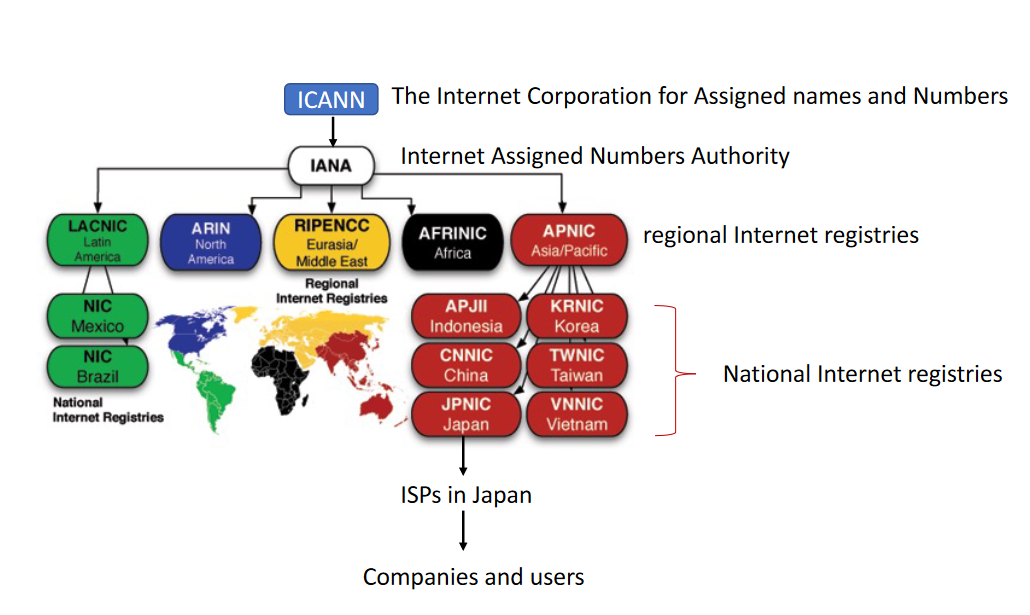 ICANN
The Internet Corporation for Assigned names and Numbers
IANA
Internet Assigned Numbers Authority
LACNIC
Latin
America
ARIN
North
America
RIPENCC
Eurasia/
Middle East
AFRINIC
Africa
APNIC
Asia/Pacific
regional Internet registries
Regional
Internet Registries
NIC
Mexico
NIC
Brazil
National
Internet Registries
APJII
Indonesia
KRNIC
Korea
CNNIC
China
TWNIC
Taiwan
JPNIC
Japan
VNNIC
Vietnam
National Internet registries
ISPs in Japan
Companies and users